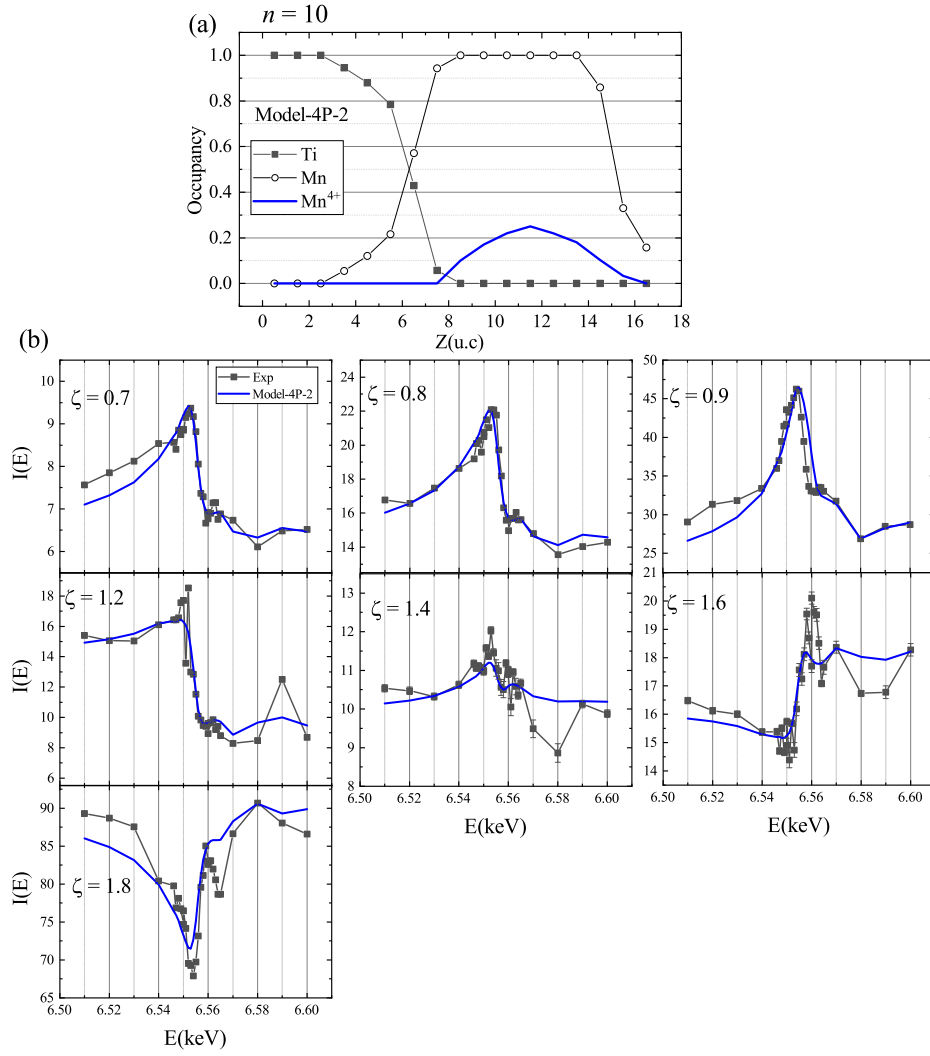 n = 10
(a)
1.0
0.8
0.6
0.4
0.2
0.0
Occupancy
Model-4P-2
Ti
Mn
Mn4+
0 2 4 6 8 10 12 14 16 18
Z(u.c)
(b)
10
9
8
7
6
I(E)
ζ = 0.7
Exp
Model-4P-2
24
22
20
18
16
14
I(E)
ζ = 0.8
50
45
40
35
30
25
I(E)
ζ = 0.9
18
16
14
12
10
8
6
I(E)
ζ = 1.2
13
12
11
10
9
8
I(E)
ζ = 1.4
6.50 6.52 6.54 6.56 6.58 6.60
E(keV)
21
20
19
18
17
16
15
14
I(E)
ζ = 1.6
6.50 6.52 6.54 6.56 6.58 6.60
E(keV)
90
85
80
75
70
65
I(E)
ζ = 1.8
6.50 6.52 6.54 6.56 6.58 6.60
E(keV)